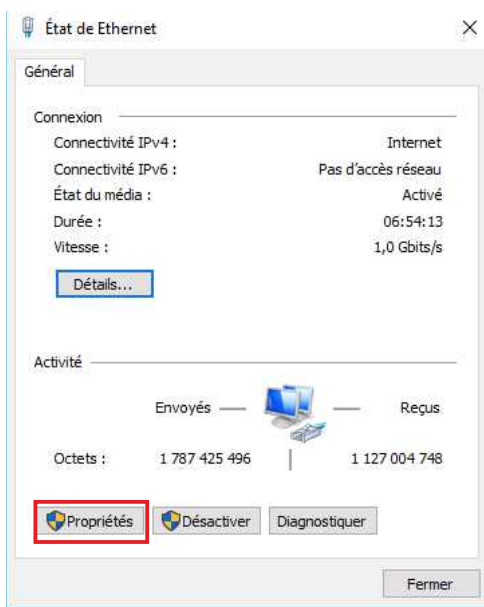 État de Ethernet
Général
Connexion
Connectivité IPv4 : Internet
Connectivité IPv6 : Pas d'accès réseau
État du média : Activé
Durée : 06:54:13
Vitesse : 1,0 Gbits/s
Détails...
Activité
Envoyés Reçus
Octets : 1 787 425 496 1 127 004 748
Propriétés Désactiver Diagnostiquer
Fermer